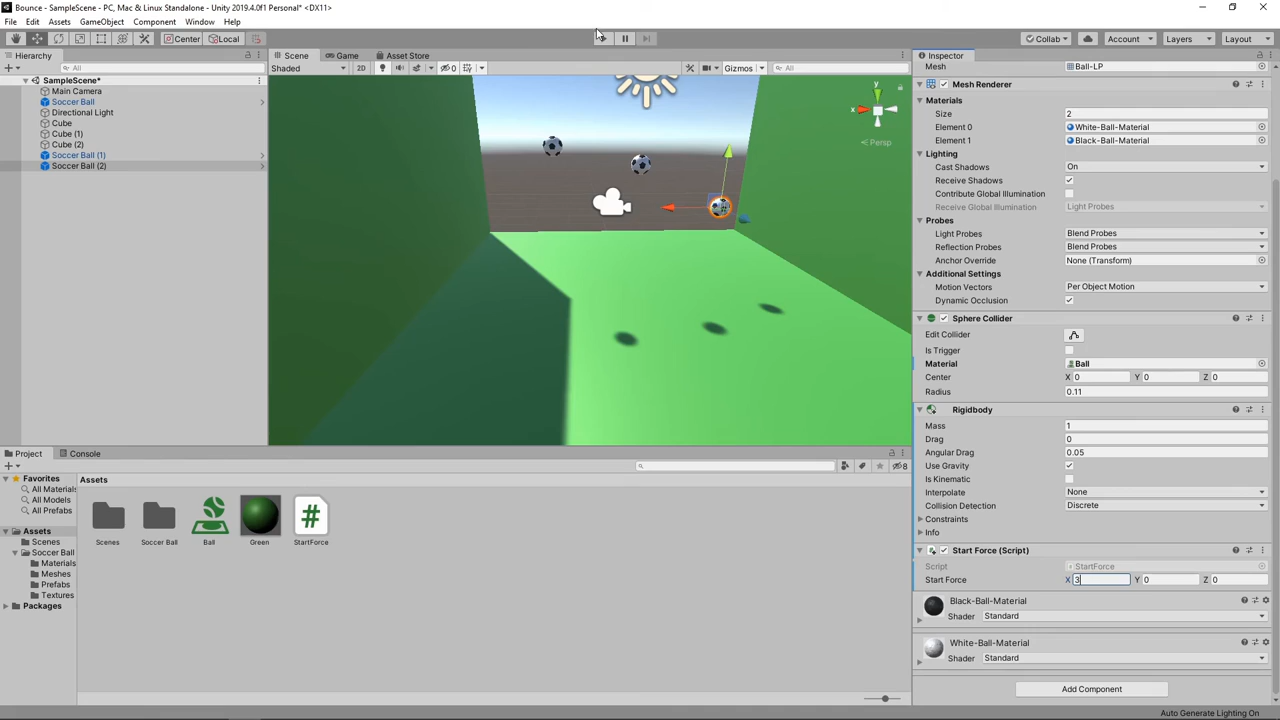 Bounce - SampleScene - PC, Mac & Linux Standalone - Unity 2019.4.0f1 Personal* <DX11>
File Edit Assets GameObject Component Window Help
Center Local Collab Account Layers Layout
Hierarchy
All
SampleScene*
Main Camera
Soccer Ball
Directional Light
Cube
Cube (1)
Cube (2)
Soccer Ball (1)
Soccer Ball (2)
Scene Game Asset Store
Shaded 2D 0 Gizmos All
y
x
Persp
Inspector
Mesh Ball-LP
Mesh Renderer
Materials
Size 2
Element 0 White-Ball-Material
Element 1 Black-Ball-Material
Lighting
Cast Shadows On
Receive Shadows
Contribute Global Illumination
Receive Global Illumination Light Probes
Probes
Light Probes Blend Probes
Reflection Probes Blend Probes
Anchor Override None (Transform)
Additional Settings
Motion Vectors Per Object Motion
Dynamic Occlusion
Sphere Collider
Edit Collider
Is Trigger
Material Ball
Center X 0 Y 0 Z 0
Radius 0.11
Rigidbody
Mass 1
Drag 0
Angular Drag 0.05
Use Gravity
Is Kinematic
Interpolate None
Collision Detection Discrete
Constraints
Info
Start Force (Script)
Script StartForce
Start Force X 3 Y 0 Z 0
Black-Ball-Material
Shader Standard
White-Ball-Material
Shader Standard
Add Component
Project Console
8
Favorites
All Materials
All Models
All Prefabs
Assets
Scenes
Soccer Ball
Materials
Meshes
Prefabs
Textures
Packages
Assets
#
Scenes Soccer Ball Ball Green StartForce
Auto Generate Lighting On